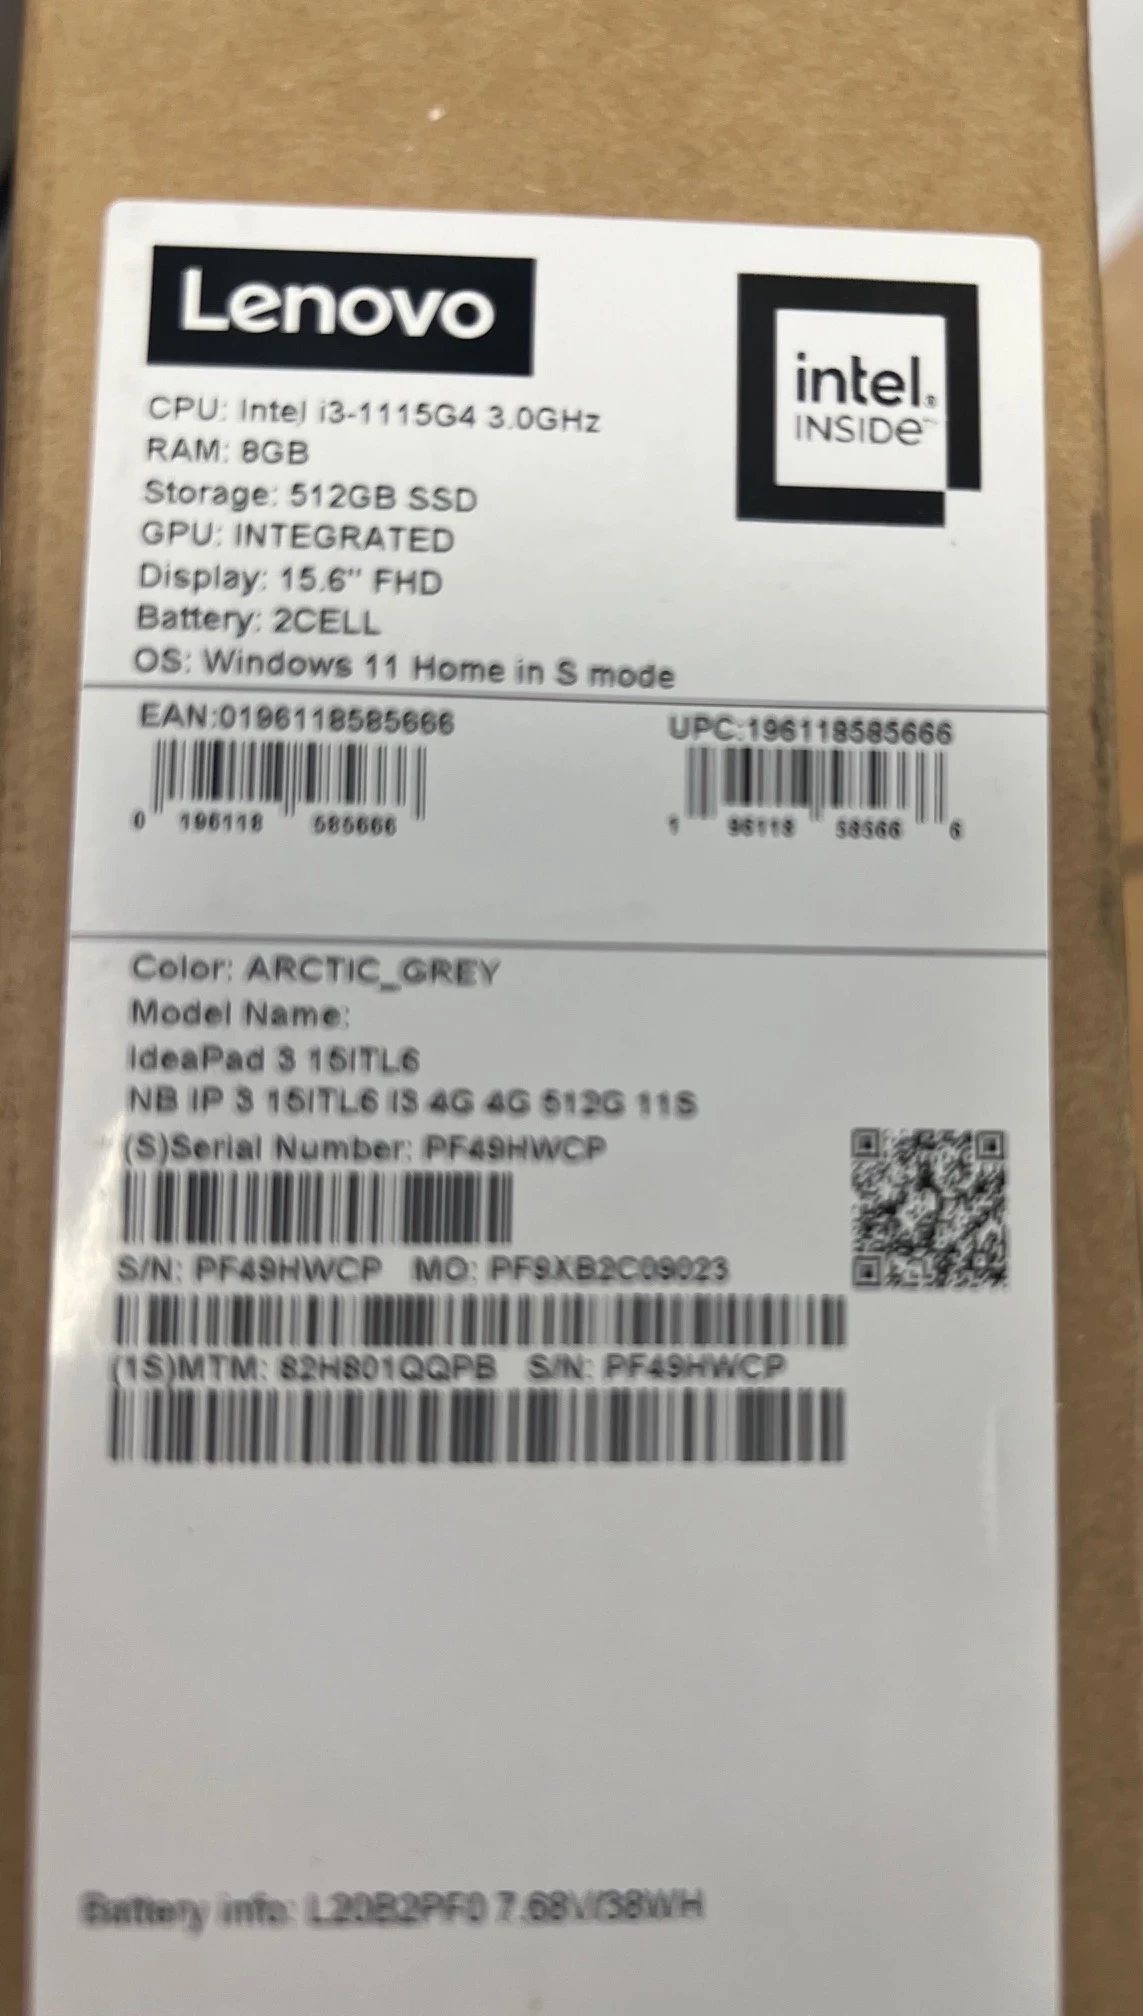 Lenovo
intel.
INSIDe™
CPU: Intel i3-1115G4 3.0GHz
RAM: 8GB
Storage: 512GB SSD
GPU: INTEGRATED
Display: 15.6" FHD
Battery: 2CELL
OS: Windows 11 Home in S mode
EAN:0196118585666
UPC:196118585666
0 196118 585666
1 96118 58566 6
Color: ARCTIC_GREY
Model Name:
IdeaPad 3 15ITL6
NB IP 3 15ITL6 I3 4G 4G 512G 11S
(S)Serial Number: PF49HWCP
S/N: PF49HWCP MO: PF9XB2C09023
(1S)MTM: 82H801QQPB S/N: PF49HWCP
Battery info: L20B2PF0 7.68V/38WH